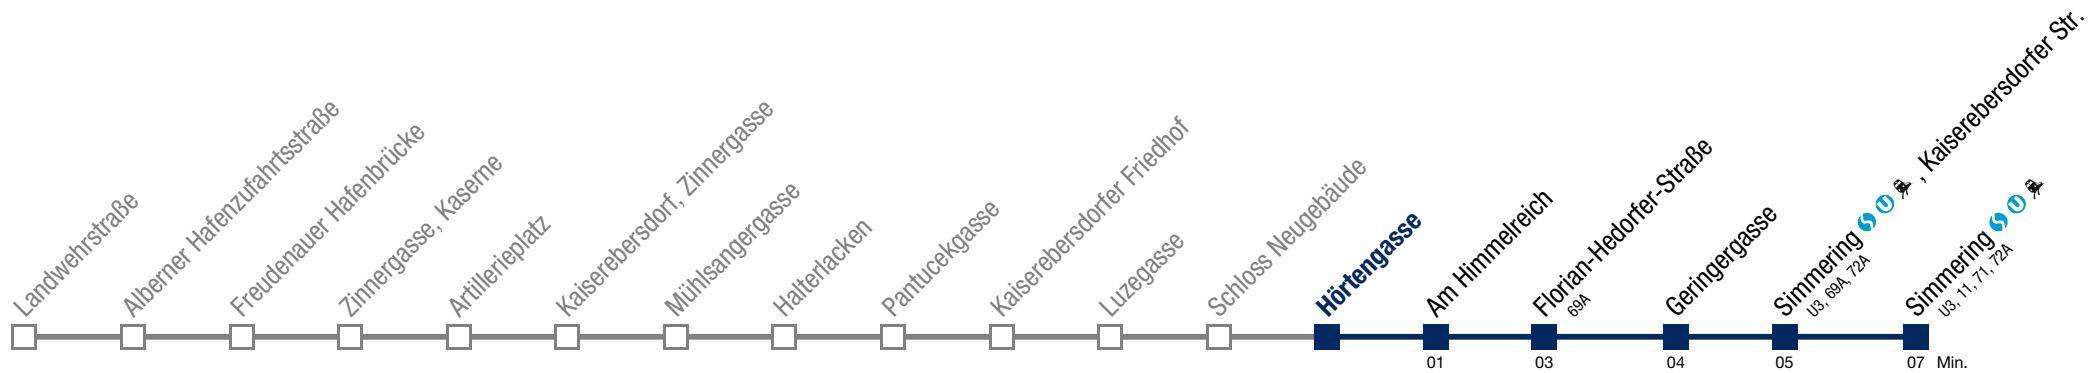 Landwehrstraße
Alberner Hafenzufahrtsstraße
Freudenauer Hafenbrücke
Zinnergasse, Kaserne
Artillerieplatz
Kaiserebersdorf, Zinnergasse
Mühlsangergasse
Halterlacken
Pantucekgasse
Kaiserebersdorfer Friedhof
Luzegasse
Schloss Neugebäude
Hörtengasse
Am Himmelreich
Florian-Hedorfer-Straße
69A
Geringergasse
Simmering S U , Kaiserebersdorfer Str.
U3, 69A, 72A
Simmering S U
U3, 11, 71, 72A
01 03 04 05 07 Min.